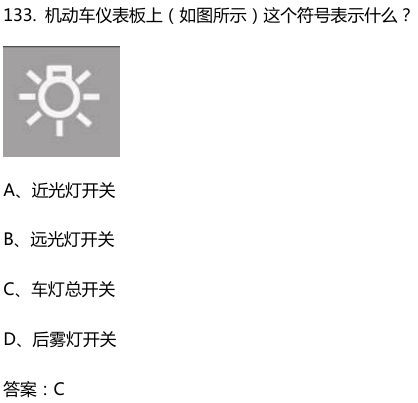 133. 机动车仪表板上（如图所示）这个符号表示什么？
A、近光灯开关
B、远光灯开关
C、车灯总开关
D、后雾灯开关
答案：C